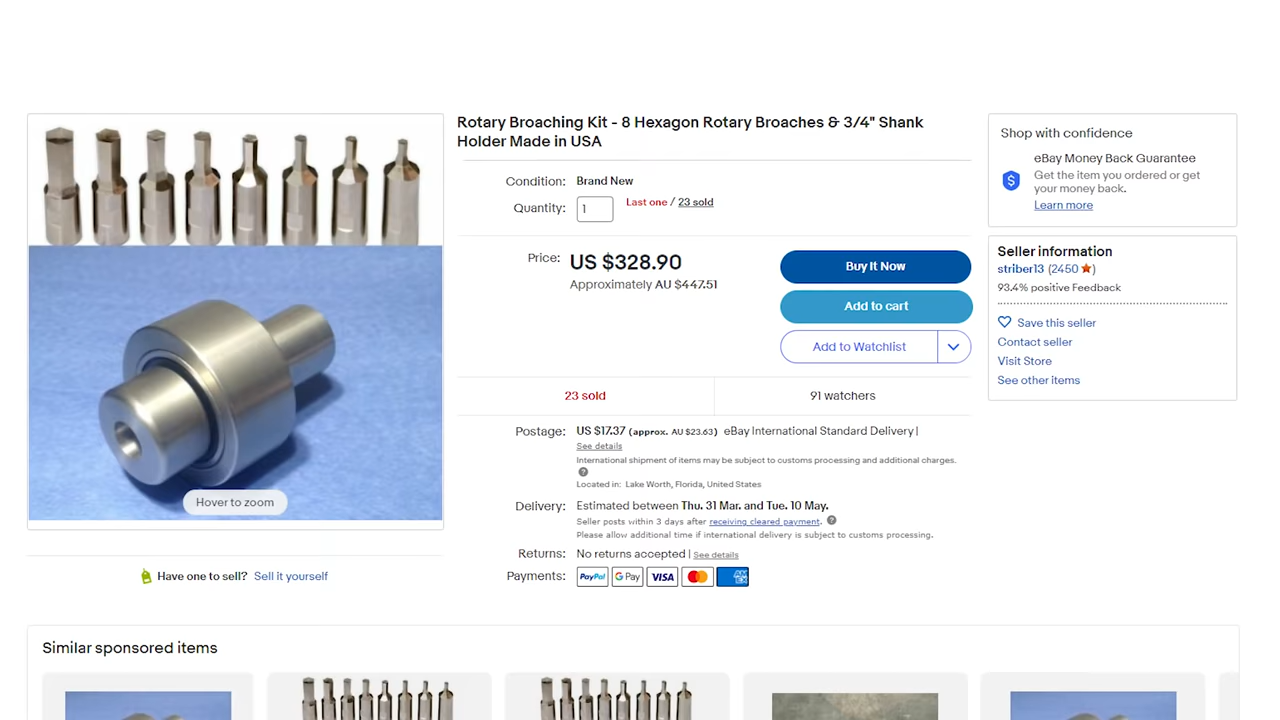 Rotary Broaching Kit - 8 Hexagon Rotary Broaches & 3/4" Shank
Holder Made in USA
Condition: Brand New
Quantity: 1 Last one / 23 sold
Price: US $328.90
Approximately AU $447.51
Buy It Now
Add to cart
Add to Watchlist
23 sold 91 watchers
Postage: US $17.37 (approx. AU $23.63) eBay International Standard Delivery |
See details
International shipment of items may be subject to customs processing and additional charges.
?
Located in: Lake Worth, Florida, United States
Delivery: Estimated between Thu. 31 Mar. and Tue. 10 May.
Seller posts within 3 days after receiving cleared payment. ?
Please allow additional time if international delivery is subject to customs processing.
Returns: No returns accepted | See details
Payments: PayPal G Pay VISA AM EX
Hover to zoom
Have one to sell? Sell it yourself
Shop with confidence
eBay Money Back Guarantee
$ Get the item you ordered or get
your money back.
Learn more
Seller information
striber13 (2450 ★)
93.4% positive Feedback
Save this seller
Contact seller
Visit Store
See other items
Similar sponsored items